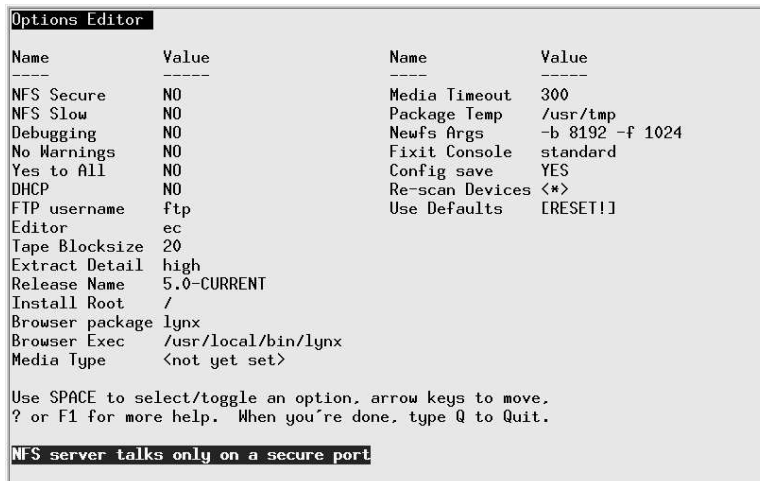 Options Editor
Name Value Name Value
---- ----- ---- -----
NFS Secure NO Media Timeout 300
NFS Slow NO Package Temp /usr/tmp
Debugging NO Newfs Args -b 8192 -f 1024
No Warnings NO Fixit Console standard
Yes to All NO Config save YES
DHCP NO Re-scan Devices <*>
FTP username ftp Use Defaults [RESET!]
Editor ec
Tape Blocksize 20
Extract Detail high
Release Name 5.0-CURRENT
Install Root /
Browser package lynx
Browser Exec /usr/local/bin/lynx
Media Type <not yet set>
Use SPACE to select/toggle an option, arrow keys to move,
? or F1 for more help. When you're done, type Q to Quit.
NFS server talks only on a secure port